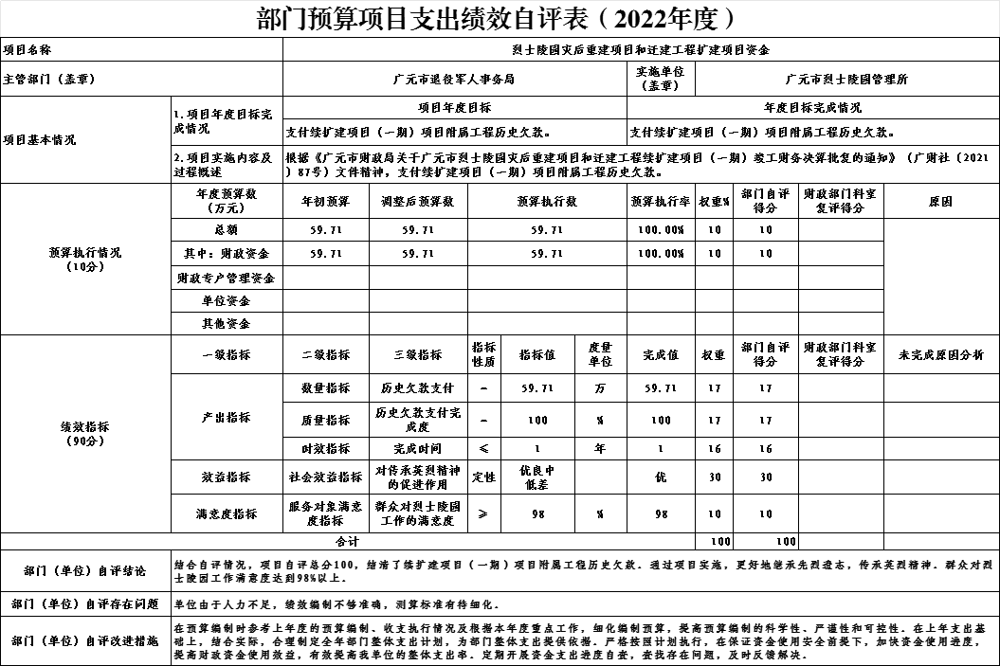 部门预算项目支出绩效自评表（2022年度）
项目名称 烈士陵园灾后重建项目和迁建工程扩建项目资金
主管部门（盖章） 广元市退役军人事务局 实施单位（盖章） 广元市烈士陵园管理所
项目基本情况
1.项目年度目标完成情况
项目年度目标 年度目标完成情况
支付续扩建项目（一期）项目附属工程历史欠款。 支付续扩建项目（一期）项目附属工程历史欠款。
2.项目实施内容及过程概述
根据《广元市财政局关于广元市烈士陵园灾后重建项目和迁建工程续扩建项目（一期）竣工财务决算批复的通知》（广财社〔2021
〕87号）文件精神，支付续扩建项目（一期）项目附属工程历史欠款。
预算执行情况（10分）
年度预算数（万元） 年初预算 调整后预算数 预算执行数 预算执行率 权重% 部门自评得分 财政部门科室复评得分 原因
总额 59.71 59.71 59.71 100.00% 10 10
其中：财政资金 59.71 59.71 59.71 100.00% 10 10
财政专户管理资金
单位资金
其他资金
绩效指标（90分）
一级指标 二级指标 三级指标 指标性质 指标值 度量单位 完成值 权重 部门自评得分 财政部门科室复评得分 未完成原因分析
产出指标
数量指标 历史欠款支付 = 59.71 万 59.71 17 17
质量指标 历史欠款支付完成度 = 100 % 100 17 17
时效指标 完成时间 ≤ 1 年 1 16 16
效益指标 社会效益指标 对传承英烈精神的促进作用 定性 优良中低差 优 30 30
满意度指标 服务对象满意度指标 群众对烈士陵园工作的满意度 ≥ 98 % 98 10 10
合计 100 100
部门（单位）自评结论
结合自评情况，项目自评总分100，结清了续扩建项目（一期）项目附属工程历史欠款。通过项目实施，更好地继承先烈遗志，传承英烈精神。群众对烈
士陵园工作满意度达到98%以上。
部门（单位）自评存在问题 单位由于人力不足，绩效编制不够准确，测算标准有待细化。
部门（单位）自评改进措施
在预算编制时参考上年度的预算编制、收支执行情况及根据本年度重点工作，细化编制预算，提高预算编制的科学性、严谨性和可控性。在上年支出基
础上，结合实际，合理制定全年部门整体支出计划，为部门整体支出提供依据。严格按照计划执行，在保证资金使用安全前提下，加快资金使用进度，
提高财政资金使用效益，有效提高我单位的整体支出率。定期开展资金支出进度自查，查找存在问题，及时反馈解决。